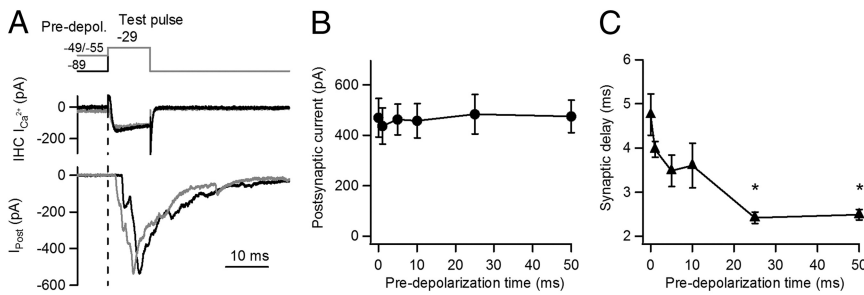 A
Pre-depol.
Test pulse
-49/-55
-29
-89
IHC I Ca²⁺ (pA)
0
-200
I Post (pA)
0
-200
-400
-600
10 ms
B
Postsynaptic current (pA)
600
400
200
0
0 10 20 30 40 50
Pre-depolarization time (ms)
C
Synaptic delay (ms)
6
5
4
3
2
* *
0 10 20 30 40 50
Pre-depolarization time (ms)